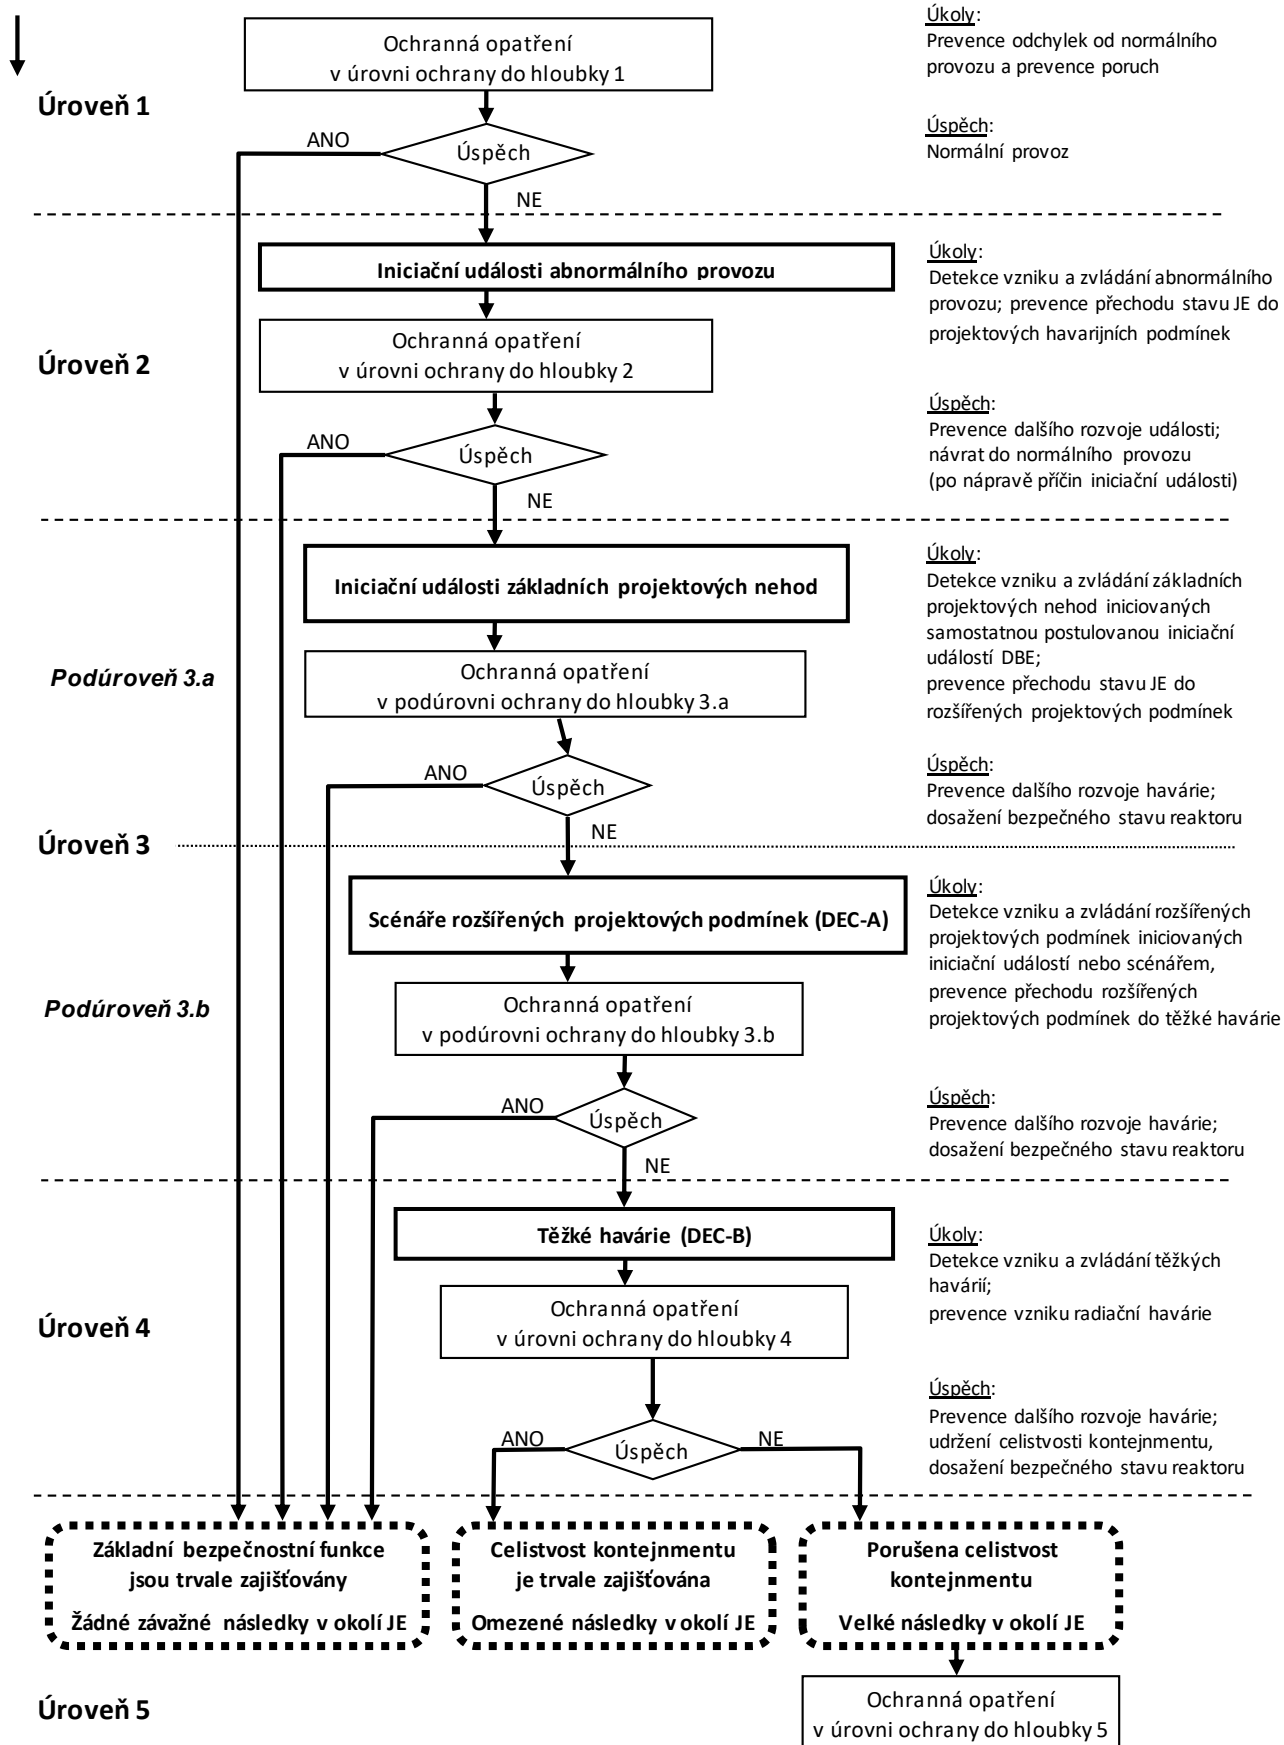 Ochranná opatření
v úrovni ochrany do hloubky 1
Úkoly:
Prevence odchylek od normálního
provozu a prevence poruch
Úroveň 1
ANO
Úspěch
NE
Úspěch:
Normální provoz
Iniciační události abnormálního provozu
Úkoly:
Detekce vzniku a zvládání abnormálního
provozu; prevence přechodu stavu JE do
projektových havarijních podmínek
Úroveň 2
Ochranná opatření
v úrovni ochrany do hloubky 2
ANO
Úspěch
NE
Úspěch:
Prevence dalšího rozvoje události;
návrat do normálního provozu
(po nápravě příčin iniciační události)
Iniciační události základních projektových nehod
Úkoly:
Detekce vzniku a zvládání základních
projektových nehod iniciovaných
samostatnou postulovanou iniciační
událostí DBE;
prevence přechodu stavu JE do
rozšířených projektových podmínek
Podúroveň 3.a
Ochranná opatření
v podúrovni ochrany do hloubky 3.a
ANO
Úspěch
NE
Úspěch:
Prevence dalšího rozvoje havárie;
dosažení bezpečného stavu reaktoru
Úroveň 3
Scénáře rozšířených projektových podmínek (DEC-A)
Úkoly:
Detekce vzniku a zvládání rozšířených
projektových podmínek iniciovaných
iniciační událostí nebo scénářem,
prevence přechodu rozšířených
projektových podmínek do těžké havárie
Podúroveň 3.b
Ochranná opatření
v podúrovni ochrany do hloubky 3.b
ANO
Úspěch
NE
Úspěch:
Prevence dalšího rozvoje havárie;
dosažení bezpečného stavu reaktoru
Těžké havárie (DEC-B)
Úkoly:
Detekce vzniku a zvládání těžkých
havárií;
prevence vzniku radiační havárie
Úroveň 4
Ochranná opatření
v úrovni ochrany do hloubky 4
ANO
Úspěch
NE
Úspěch:
Prevence dalšího rozvoje havárie;
udržení celistvosti kontejnmentu,
dosažení bezpečného stavu reaktoru
Základní bezpečnostní funkce
jsou trvale zajišťovány
Žádné závažné následky v okolí JE
Celistvost kontejnmentu
je trvale zajišťována
Omezené následky v okolí JE
Porušena celistvost
kontejnmentu
Velké následky v okolí JE
Úroveň 5
Ochranná opatření
v úrovni ochrany do hloubky 5